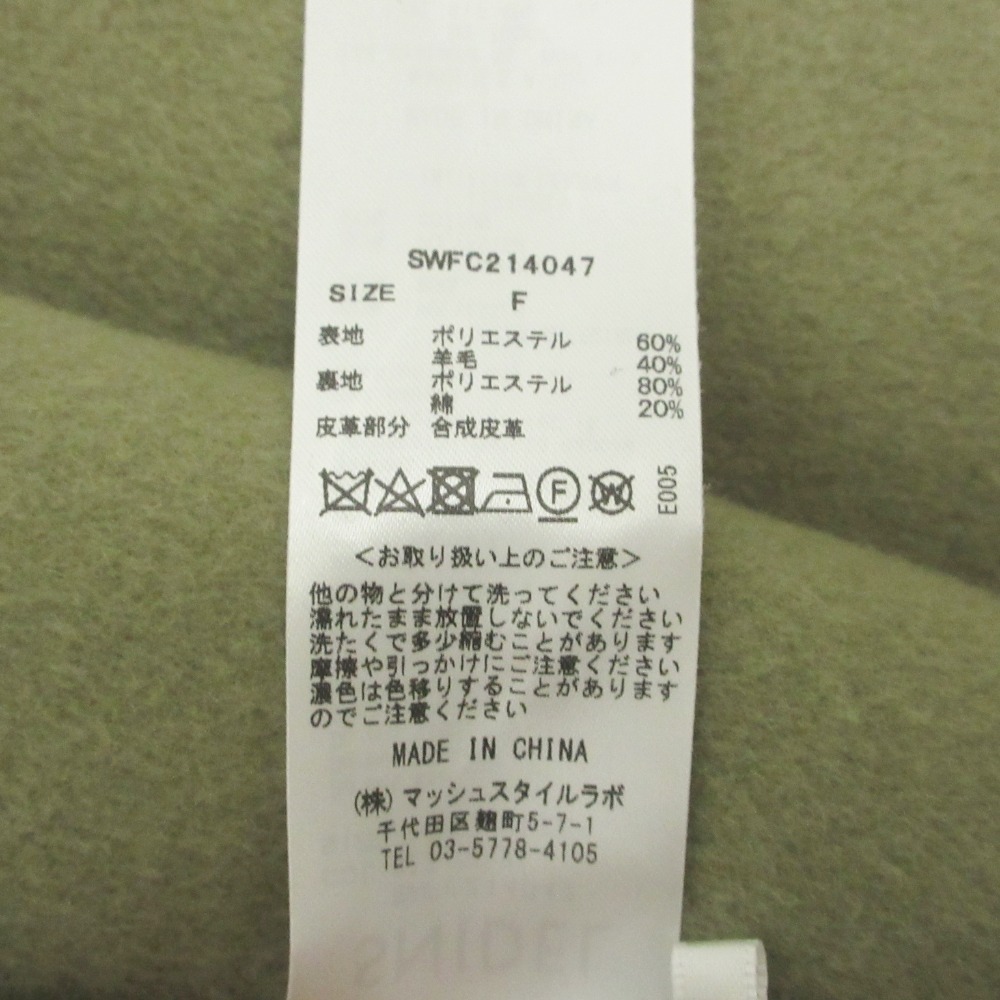 SWFC214047
SIZE F
表地 ポリエステル 60%
羊毛 40%
裏地 ポリエステル 80%
綿 20%
皮革部分 合成皮革
F W E005
<お取り扱い上のご注意>
他の物と分けて洗ってください
濡れたまま放置しないでください
洗たくで多少縮むことがあります
摩擦や引っかけにご注意ください
濃色は色移りすることがあります
のでご注意ください
MADE IN CHINA
(株)マッシュスタイルラボ
千代田区麹町5-7-1
TEL 03-5778-4105
SNIDEL